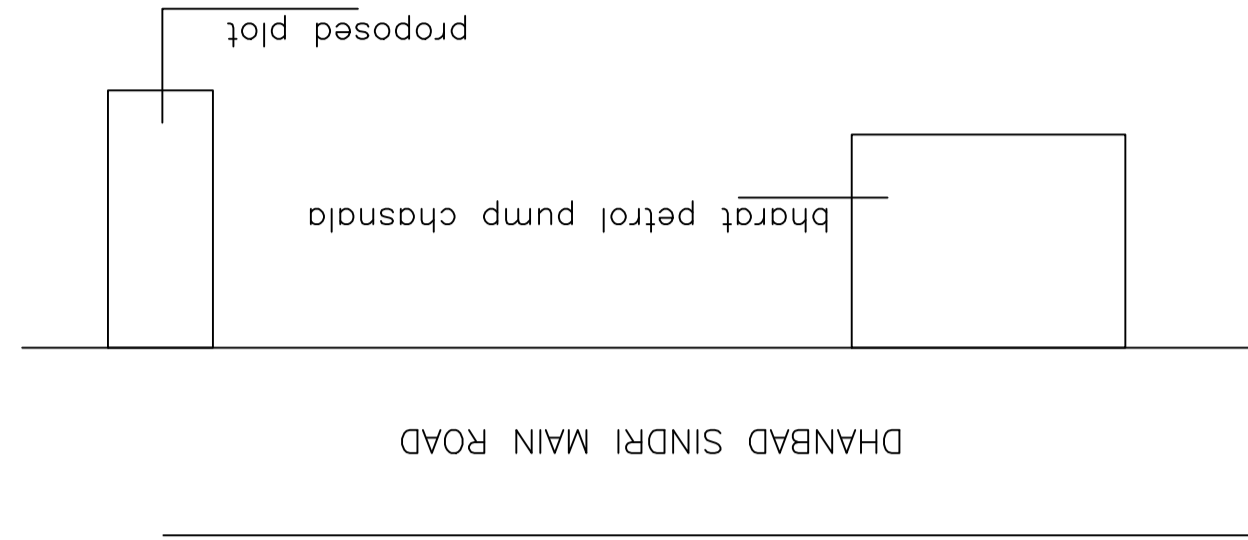 DHANBAD SINDRI MAIN ROAD
bharat petrol pump chasnala
proposed plot